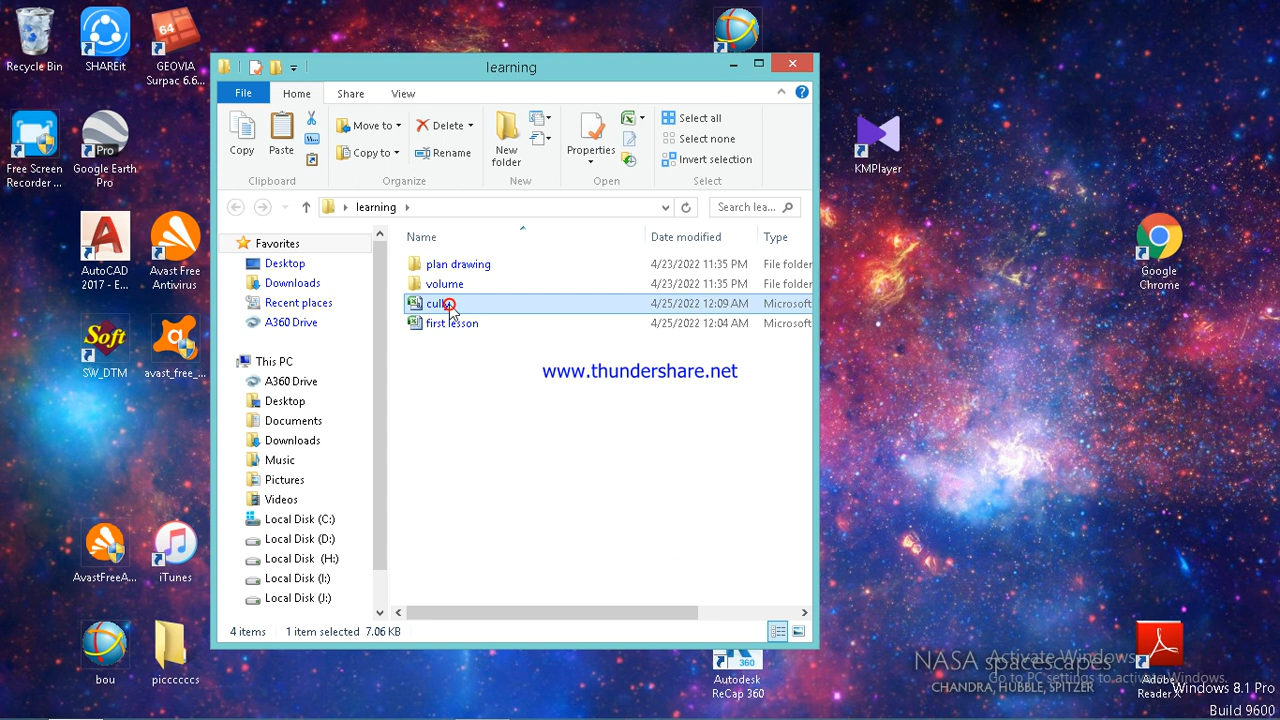 Recycle Bin
SHAREit
GEOVIA
Surpac 6.6...
Free Screen
Recorder ...
Google Earth
Pro
AutoCAD
2017 - E...
Avast Free
Antivirus
SW_DTM
avast_free_...
AvastFreeA...
iTunes
bou
picccccc​s
learning
File
Home
Share
View
Copy
Paste
Clipboard
Move to
Copy to
Delete
Rename
Organize
New
folder
New
Properties
Open
Select all
Select none
Invert selection
Select
learning
Search lea...
Favorites
Desktop
Downloads
Recent places
A360 Drive
This PC
A360 Drive
Desktop
Documents
Downloads
Music
Pictures
Videos
Local Disk (C:)
Local Disk (D:)
Local Disk (H:)
Local Disk (I:)
Local Disk (J:)
Name Date modified Type
plan drawing 4/23/2022 11:35 PM File folder
volume 4/23/2022 11:35 PM File folder
4/25/2022 12:09 AM Microsoft
first lesson 4/25/2022 12:04 AM Microsoft
www.thundershare.net
4 items 1 item selected 7.06 KB
KMPlayer
Google
Chrome
360
Autodesk
ReCap 360
NASA spacescapes
CHANDRA, HUBBLE, SPITZER
Activate Windows
Go to PC settings to activate Windows.
Adobe
Reader X
Windows 8.1 Pro
Build 9600